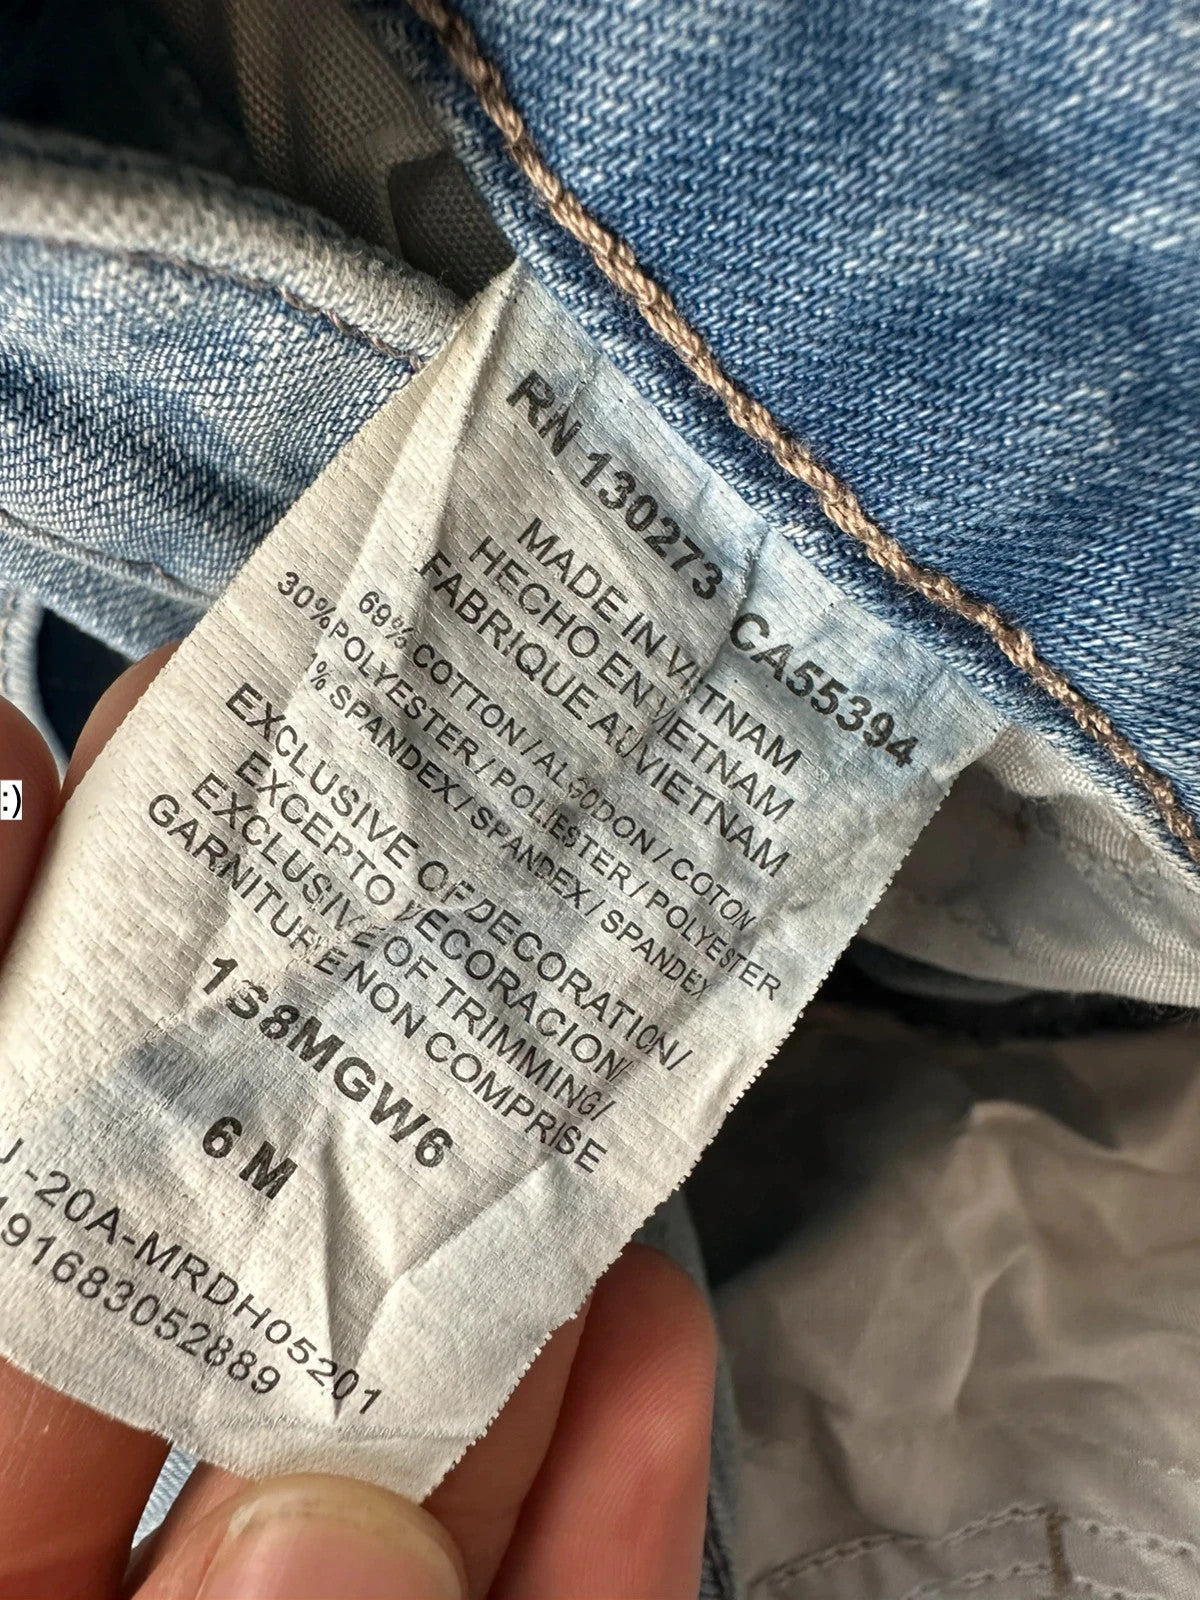 RN 130273 CA55394
MADE IN VIETNAM
HECHO EN VIETNAM
FABRIQUE AU VIETNAM
69% COTTON / ALGODON / COTON
30%POLYESTER / POLIESTER / POLYESTER
1% SPANDEX / SPANDEX / SPANDEX
EXCLUSIVE OF DECORATION/
EXCEPTO DECORACION/
EXCLUSIVE OF TRIMMING/
GARNITURE NON COMPRISE
1S8MGW6
6 M
J-20A-MRDH05201
19168305 2889
:)